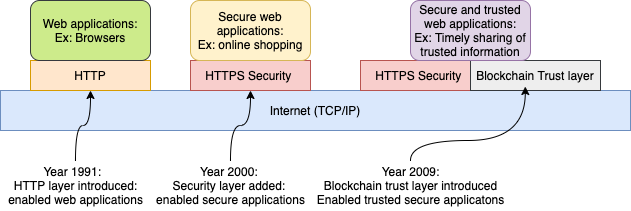 Web applications:
Ex: Browsers
Secure web
applications:
Ex: online shopping
Secure and trusted
web applications:
Ex: Timely sharing of
trusted information
HTTP
HTTPS Security
HTTPS Security
Blockchain Trust layer
Internet (TCP/IP)
Year 1991:
HTTP layer introduced:
enabled web applications
Year 2000:
Security layer added:
enabled secure applications
Year 2009:
Blockchain trust layer introduced
Enabled trusted secure applicatons